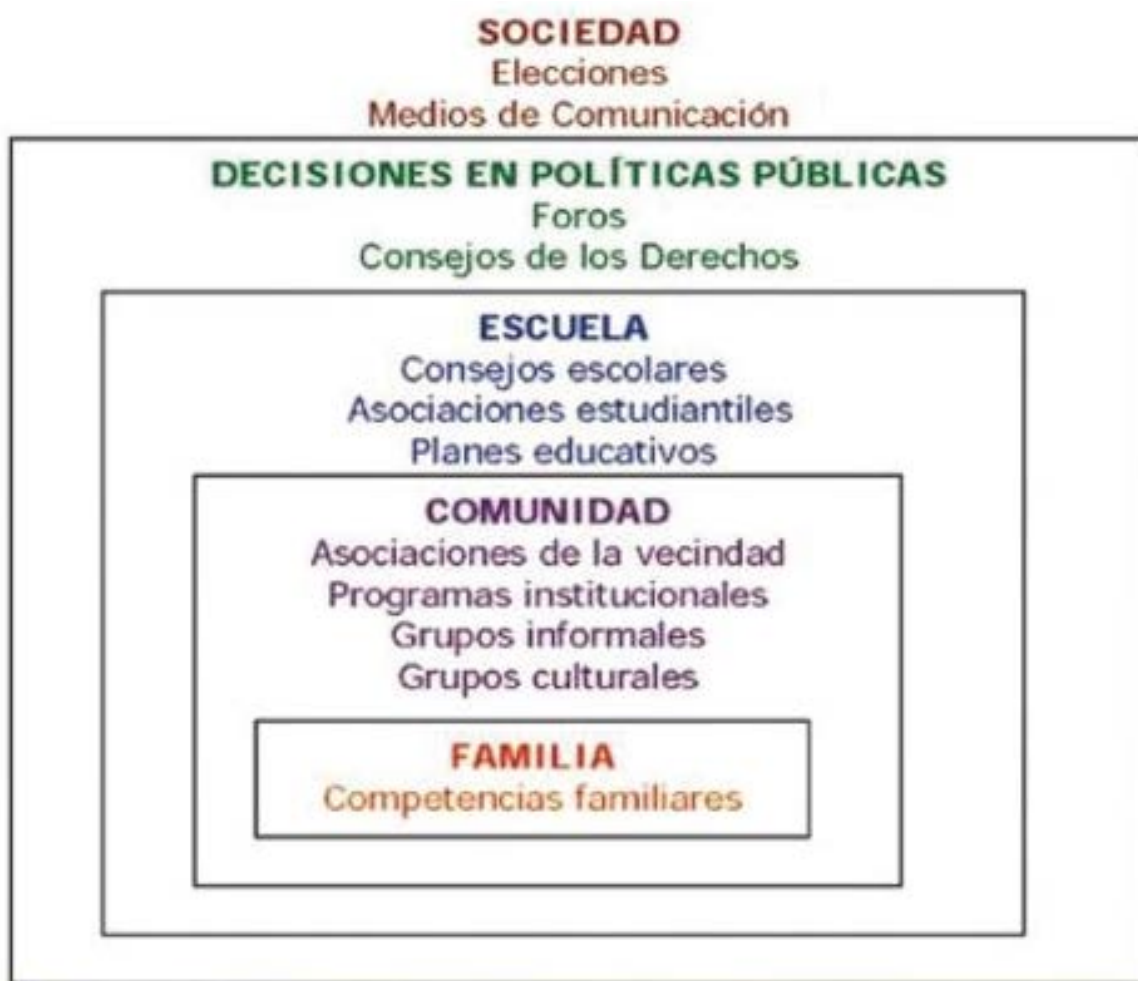 SOCIEDAD
Elecciones
Medios de Comunicación
DECISIONES EN POLÍTICAS PÚBLICAS
Foros
Consejos de los Derechos
ESCUELA
Consejos escolares
Asociaciones estudiantiles
Planes educativos
COMUNIDAD
Asociaciones de la vecindad
Programas institucionales
Grupos informales
Grupos culturales
FAMILIA
Competencias familiares